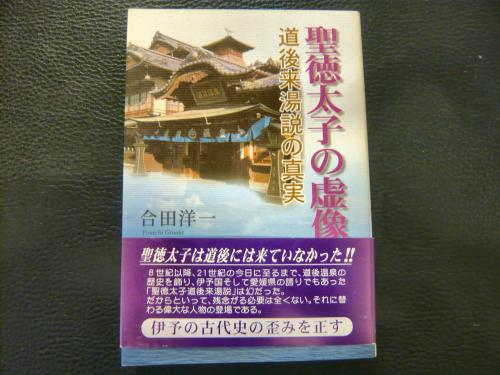 聖徳太子の虚像
道後来湯説の真実
合田洋一
Youichi Gouda
聖徳太子は道後には来ていなかった!!
8世紀以降、21世紀の今日に至るまで、道後温泉の
歴史を飾り、伊予国そして愛媛県の誇りでもあった
「聖徳太子道後来湯説」は幻だった。
だからといって、残念がる必要は全くない。それに替
わる偉大な人物の登場である。
伊予の古代史の歪みを正す